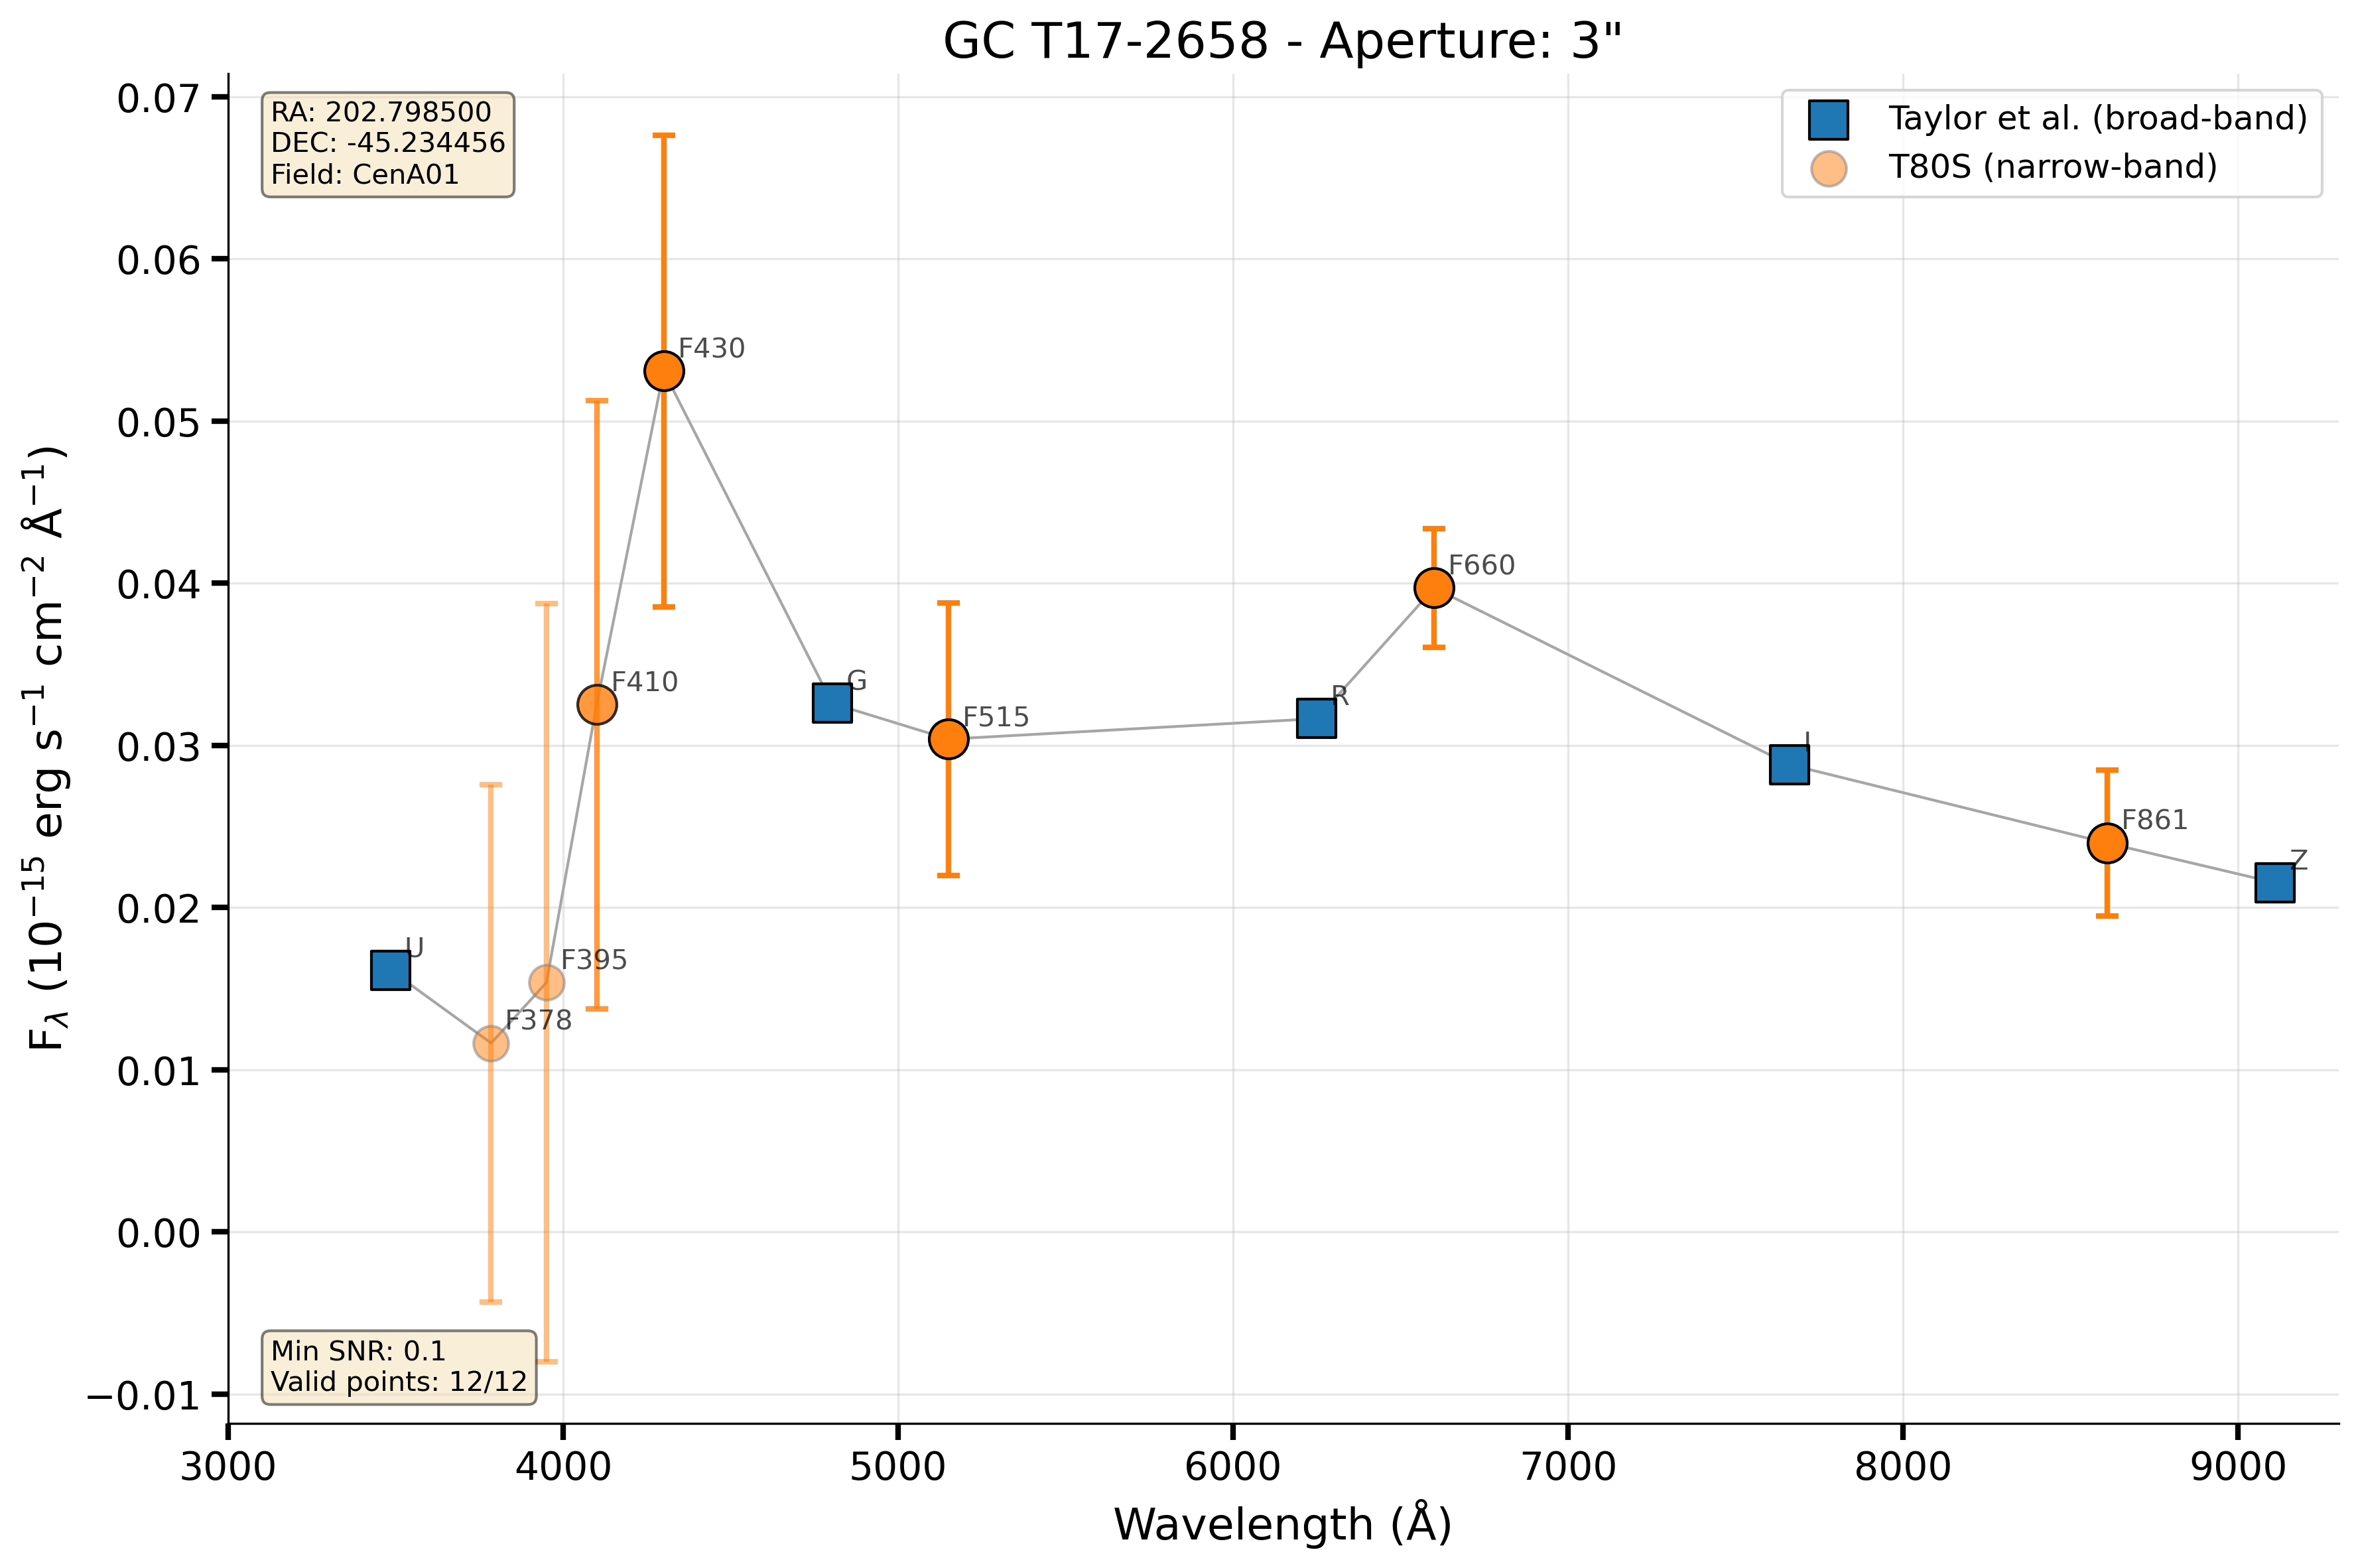 GC T17-2658 - Aperture: 3"
RA: 202.798500
DEC: -45.234456
Field: CenA01
Taylor et al. (broad-band)
T80S (narrow-band)
0.07
0.06
0.05
0.04
0.03
0.02
0.01
0.00
−0.01
F$_λ$ (10$^{−15}$ erg s$^{−1}$ cm$^{−2}$ Å$^{−1}$)
U
F378
F395
F410
F430
G
F515
R
F660
I
F861
Z
Min SNR: 0.1
Valid points: 12/12
3000
4000
5000
6000
7000
8000
9000
Wavelength (Å)